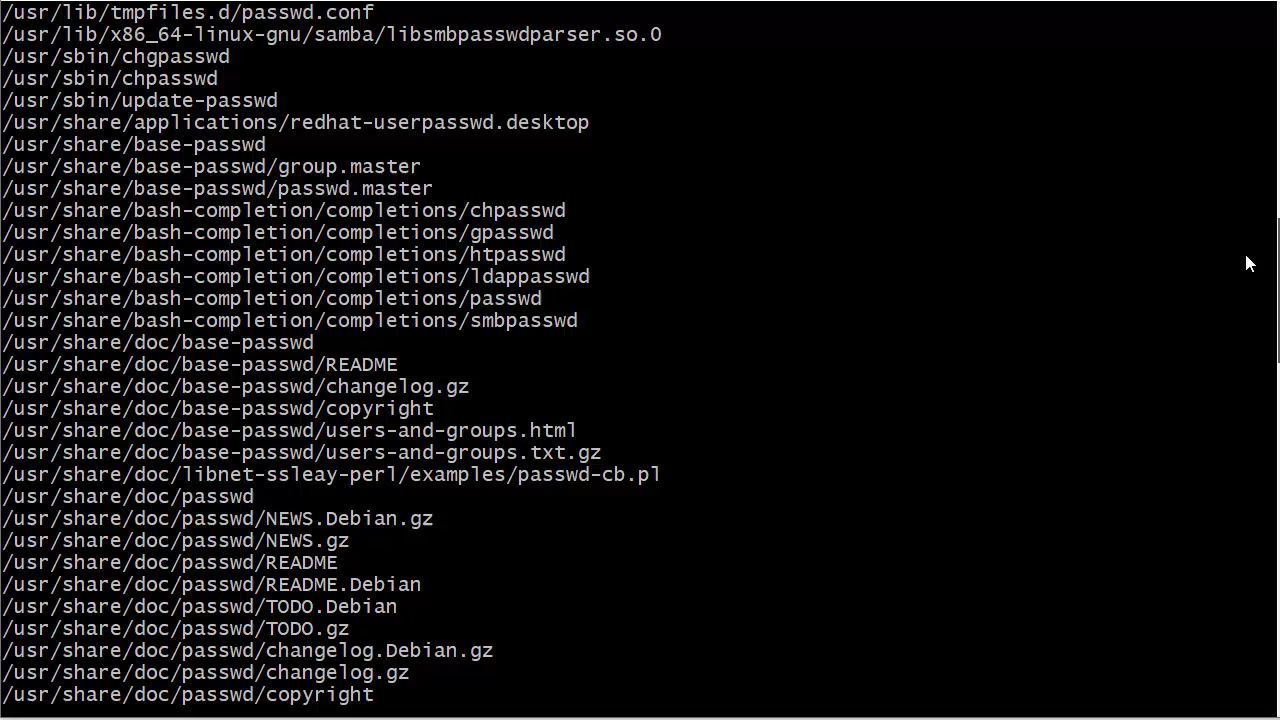 /usr/lib/tmpfiles.d/passwd.conf
/usr/lib/x86_64-linux-gnu/samba/libsmbpasswdparser.so.0
/usr/sbin/chgpasswd
/usr/sbin/chpasswd
/usr/sbin/update-passwd
/usr/share/applications/redhat-userpasswd.desktop
/usr/share/base-passwd
/usr/share/base-passwd/group.master
/usr/share/base-passwd/passwd.master
/usr/share/bash-completion/completions/chpasswd
/usr/share/bash-completion/completions/gpasswd
/usr/share/bash-completion/completions/htpasswd
/usr/share/bash-completion/completions/ldappasswd
/usr/share/bash-completion/completions/passwd
/usr/share/bash-completion/completions/smbpasswd
/usr/share/doc/base-passwd
/usr/share/doc/base-passwd/README
/usr/share/doc/base-passwd/changelog.gz
/usr/share/doc/base-passwd/copyright
/usr/share/doc/base-passwd/users-and-groups.html
/usr/share/doc/base-passwd/users-and-groups.txt.gz
/usr/share/doc/libnet-ssleay-perl/examples/passwd-cb.pl
/usr/share/doc/passwd
/usr/share/doc/passwd/NEWS.Debian.gz
/usr/share/doc/passwd/NEWS.gz
/usr/share/doc/passwd/README
/usr/share/doc/passwd/README.Debian
/usr/share/doc/passwd/TODO.Debian
/usr/share/doc/passwd/TODO.gz
/usr/share/doc/passwd/changelog.Debian.gz
/usr/share/doc/passwd/changelog.gz
/usr/share/doc/passwd/copyright